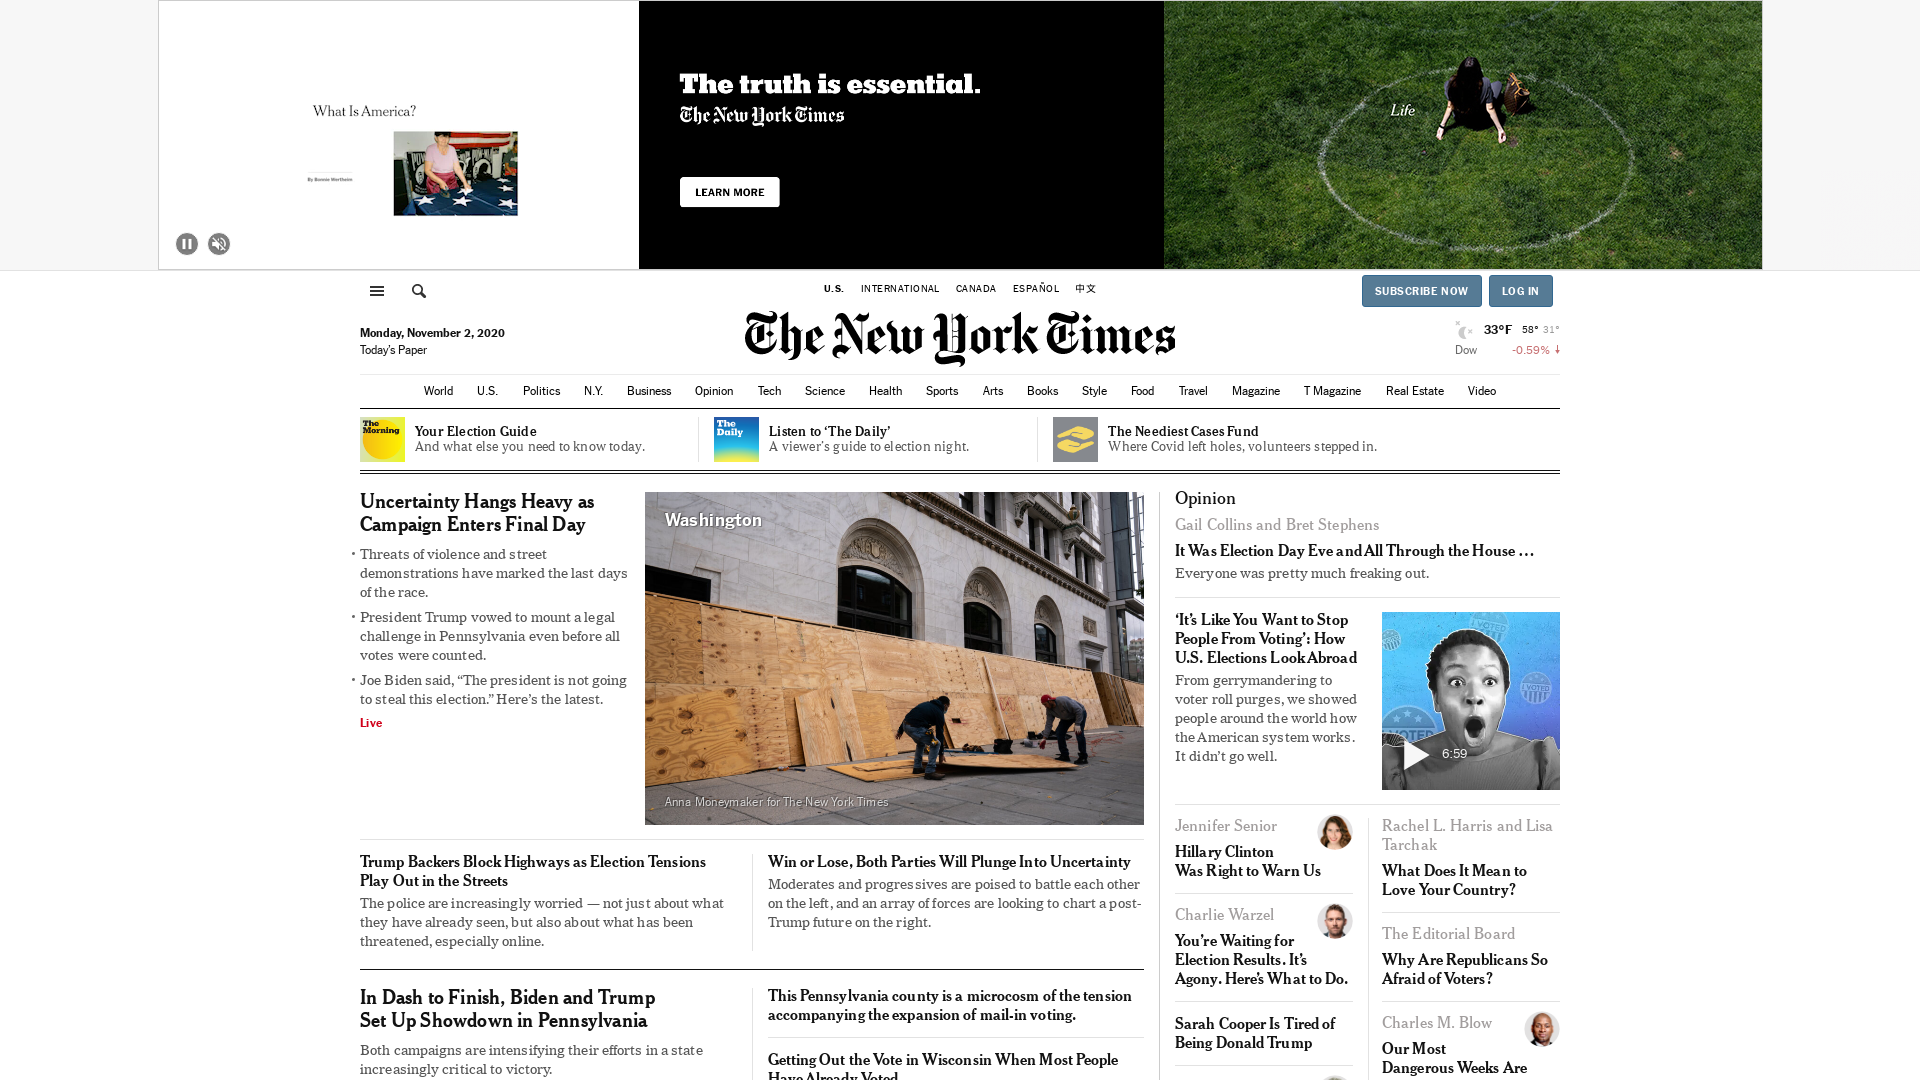 What Is America?
By Bonnie Wertheim
The truth is essential.
The New York Times
LEARN MORE
Life
U.S. INTERNATIONAL CANADA ESPAÑOL 中文
SUBSCRIBE NOW LOG IN
Monday, November 2, 2020
Today's Paper
The New York Times
33°F 58° 31°
Dow -0.59% ↓
World U.S. Politics N.Y. Business Opinion Tech Science Health Sports Arts Books Style Food Travel Magazine T Magazine Real Estate Video
The
Morning
Your Election Guide
And what else you need to know today.
The
Daily
Listen to ‘The Daily’
A viewer's guide to election night.
The Neediest Cases Fund
Where Covid left holes, volunteers stepped in.
Uncertainty Hangs Heavy as
Campaign Enters Final Day
• Threats of violence and street
demonstrations have marked the last days
of the race.
• President Trump vowed to mount a legal
challenge in Pennsylvania even before all
votes were counted.
• Joe Biden said, “The president is not going
to steal this election.” Here’s the latest.
Live
Washington
Anna Moneymaker for The New York Times
Trump Backers Block Highways as Election Tensions
Play Out in the Streets
The police are increasingly worried — not just about what
they have already seen, but also about what has been
threatened, especially online.
Win or Lose, Both Parties Will Plunge Into Uncertainty
Moderates and progressives are poised to battle each other
on the left, and an array of forces are looking to chart a post-
Trump future on the right.
In Dash to Finish, Biden and Trump
Set Up Showdown in Pennsylvania
Both campaigns are intensifying their efforts in a state
increasingly critical to victory.
This Pennsylvania county is a microcosm of the tension
accompanying the expansion of mail-in voting.
Getting Out the Vote in Wisconsin When Most People
Have Already Voted
Opinion
Gail Collins and Bret Stephens
It Was Election Day Eve and All Through the House …
Everyone was pretty much freaking out.
‘It’s Like You Want to Stop
People From Voting’: How
U.S. Elections Look Abroad
From gerrymandering to
voter roll purges, we showed
people around the world how
the American system works.
It didn’t go well.
I VOTED
I VOTED
VOTED
6:59
Jennifer Senior
Hillary Clinton
Was Right to Warn Us
Charlie Warzel
You’re Waiting for
Election Results. It’s
Agony. Here’s What to Do.
Sarah Cooper Is Tired of
Being Donald Trump
Rachel L. Harris and Lisa
Tarchak
What Does It Mean to
Love Your Country?
The Editorial Board
Why Are Republicans So
Afraid of Voters?
Charles M. Blow
Our Most
Dangerous Weeks Are